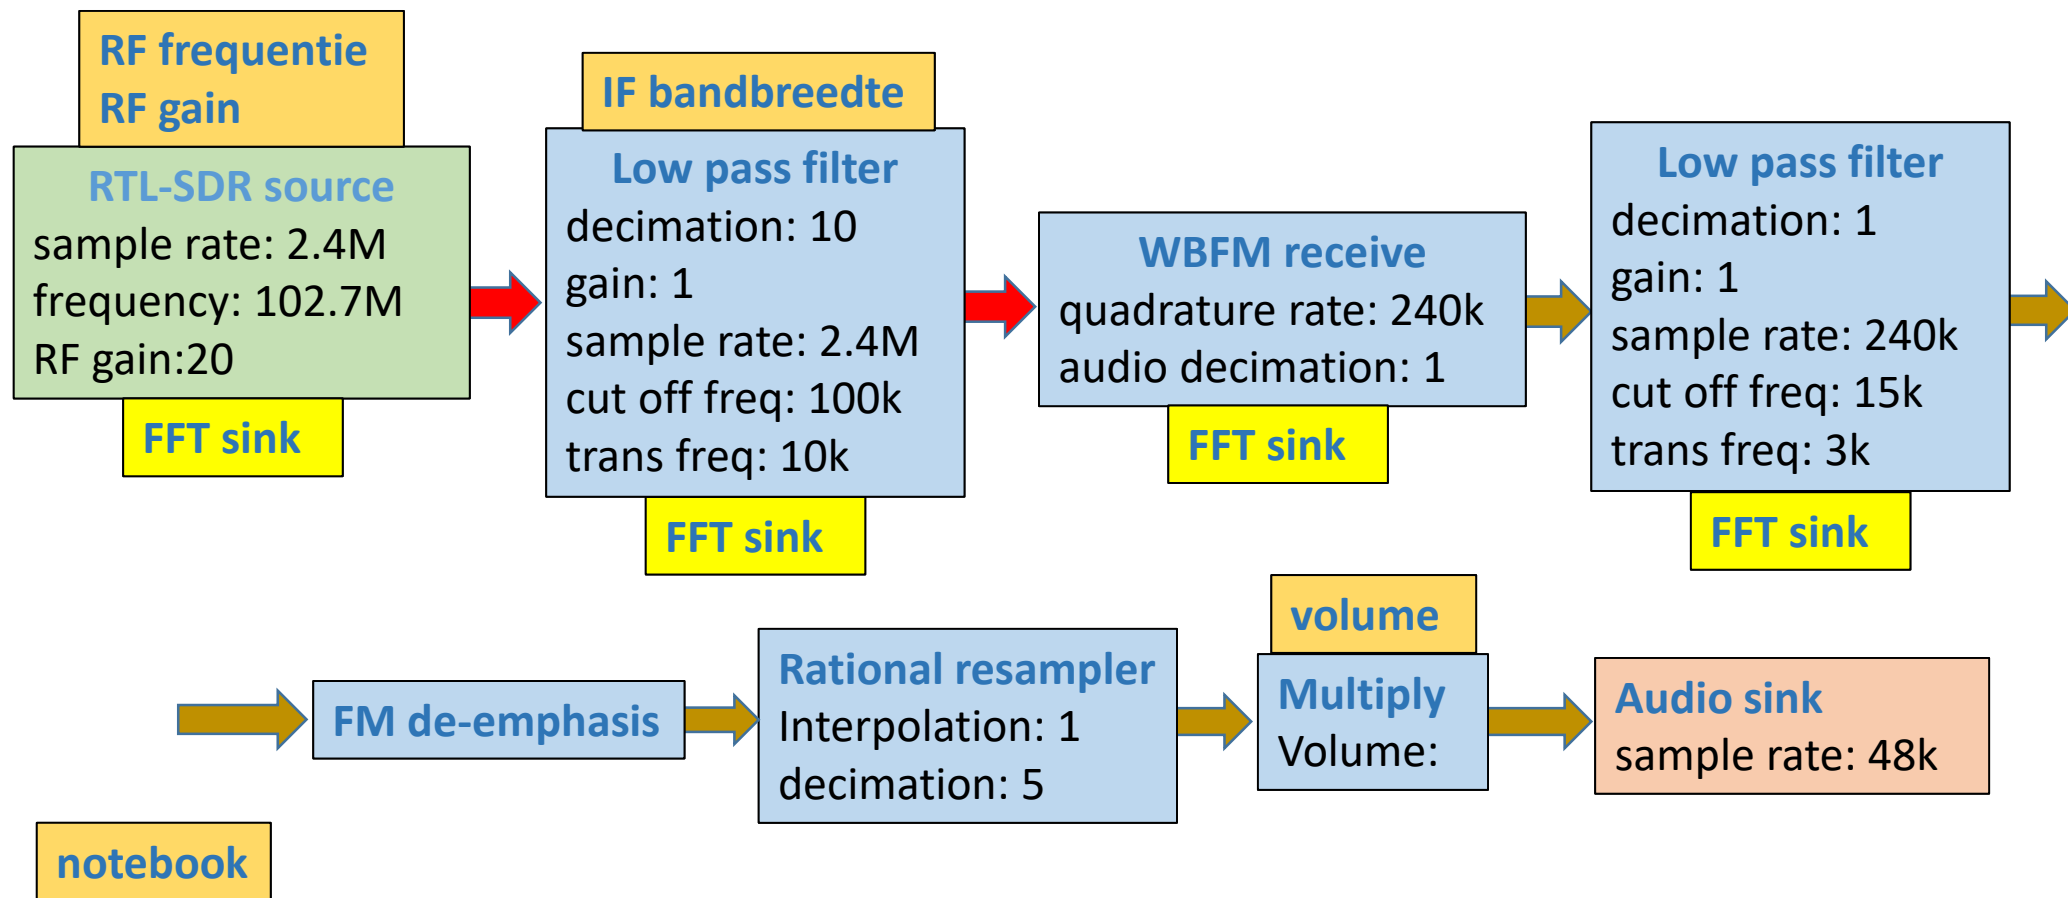 RF frequentie
RF gain
RTL-SDR source
sample rate: 2.4M
frequency: 102.7M
RF gain:20
FFT sink
IF bandbreedte
Low pass filter
decimation: 10
gain: 1
sample rate: 2.4M
cut off freq: 100k
trans freq: 10k
FFT sink
WBFM receive
quadrature rate: 240k
audio decimation: 1
FFT sink
Low pass filter
decimation: 1
gain: 1
sample rate: 240k
cut off freq: 15k
trans freq: 3k
FFT sink
FM de-emphasis
Rational resampler
Interpolation: 1
decimation: 5
volume
Multiply
Volume:
Audio sink
sample rate: 48k
notebook